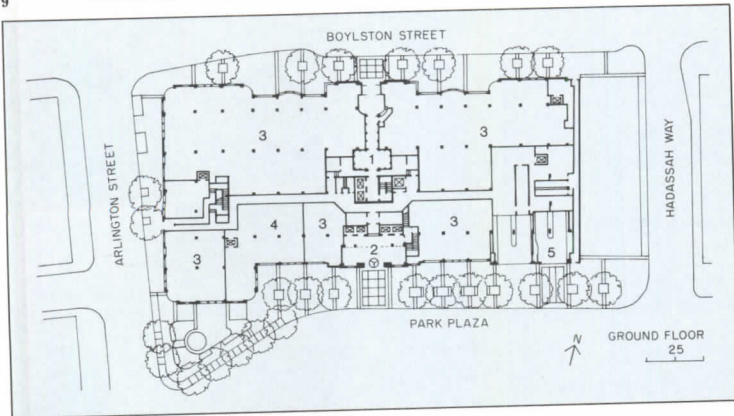 9
BOYLSTON STREET
ARLINGTON STREET
HADASSAH WAY
3
3
1
4
3
3
3
2
5
PARK PLAZA
N
GROUND FLOOR
25